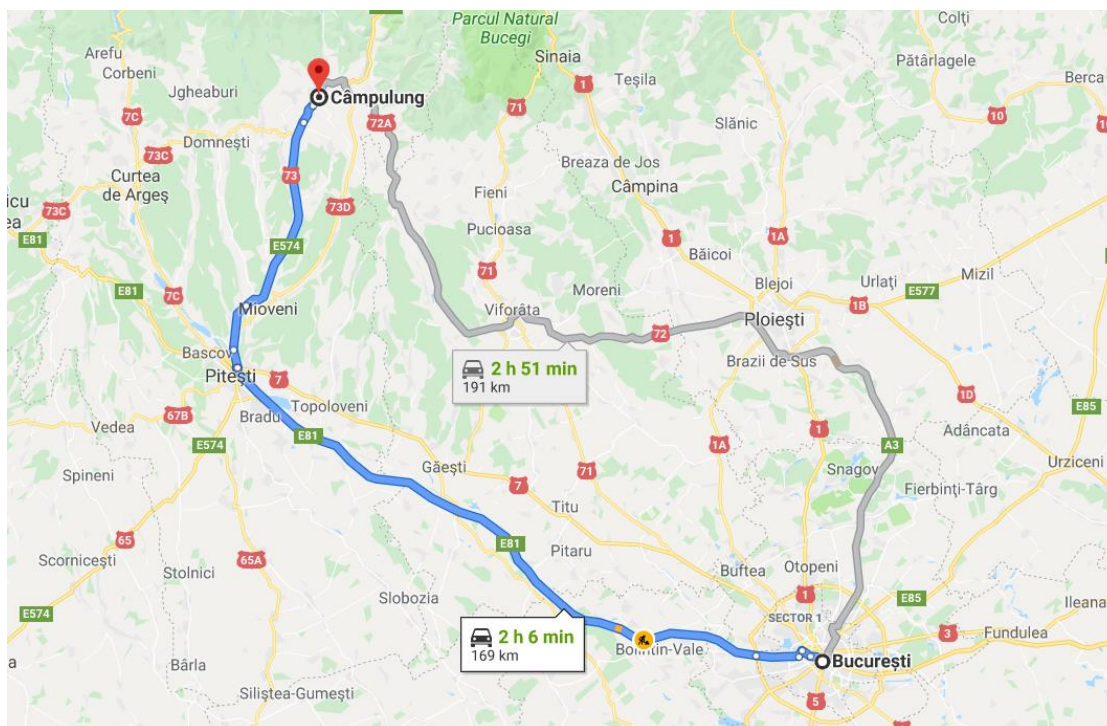 Colți
Parcul Natural
Bucegi
Arefu
Corbeni
Sinaia
1
Teșila
Pătârlagele
Berca
Jgheaburi
7C
Câmpulung
71
10
72A
Slănic
Domnești
73C
Breaza de Jos
Curtea
de Argeș
73
Fieni
Câmpina
73C
73D
E81
E574
Pucioasa
1
1A
Băicoi
71
Mizil
E81
7C
Moreni
Blejoi
Urlați
E577
Mioveni
Viforâta
1B
Ploiești
72
Bascov
Brazii de Sus
Pitești
7
2 h 51 min
191 km
1D
Topoloveni
67B
Bradu
E85
Vedea
E81
1
Adâncata
E574
1A
A3
Găești
71
Snagov
Urziceni
Spineni
7
Fierbinți-Târg
Titu
65
E81
Pitaru
Scornicești
65A
Stolnici
Buftea
Otopeni
Slobozia
1
E85
Ileana
E574
SECTOR 1
2 h 6 min
169 km
3
Fundulea
Bolintin-Vale
București
Bârla
Siliștea-Gumești
5